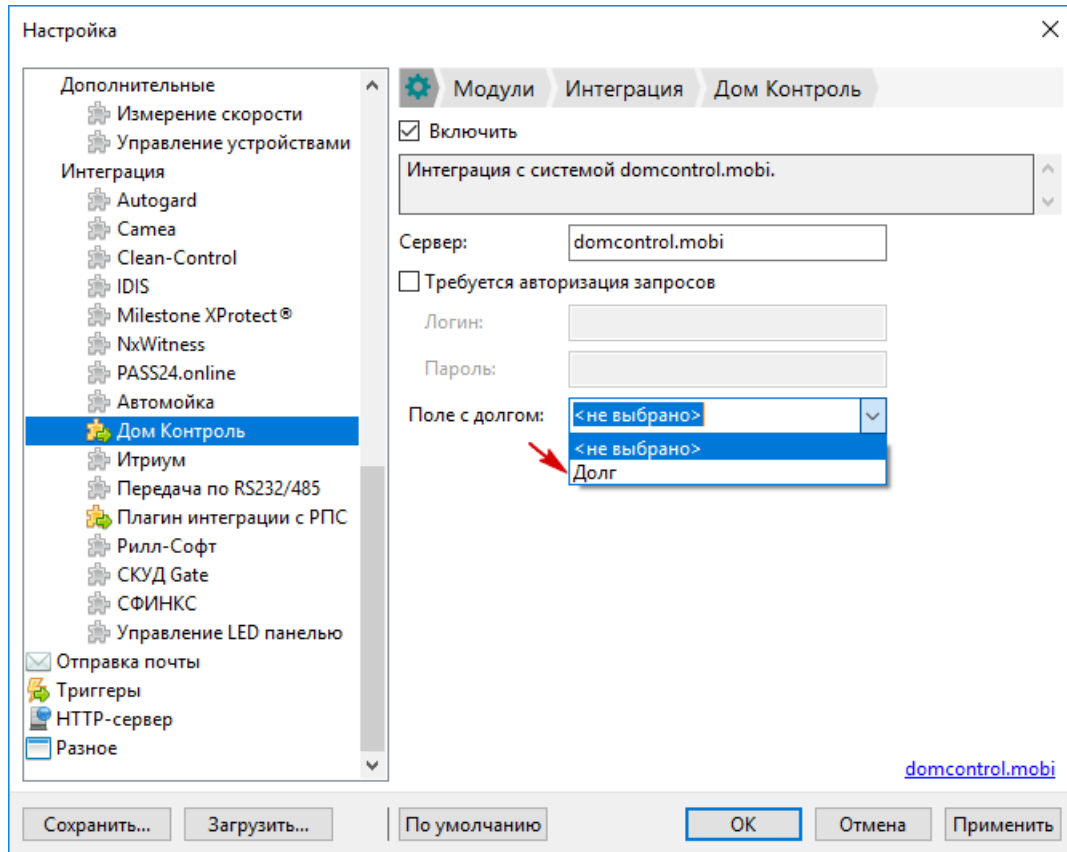 Настройка
Дополнительные
Измерение скорости
Управление устройствами
Интеграция
Autogard
Camea
Clean-Control
IDIS
Milestone XProtect®
NxWitness
PASS24.online
Автомойка
Дом Контроль
Итриум
Передача по RS232/485
Плагин интеграции с РПС
Рилл-Софт
СКУД Gate
СФИНКС
Управление LED панелью
Отправка почты
Триггеры
HTTP-сервер
Разное
Модули Интеграция Дом Контроль
Включить
Интеграция с системой domcontrol.mobi.
Сервер: domcontrol.mobi
Требуется авторизация запросов
Логин:
Пароль:
Поле с долгом: <не выбрано>
<не выбрано>
Долг
domcontrol.mobi
Сохранить... Загрузить... По умолчанию OK Отмена Применить